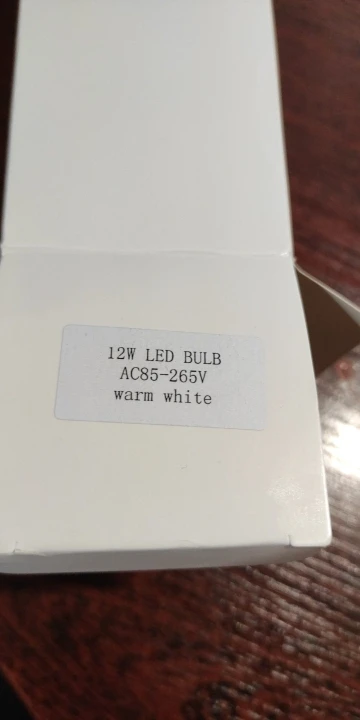 12W LED BULB
AC85-265V
warm white